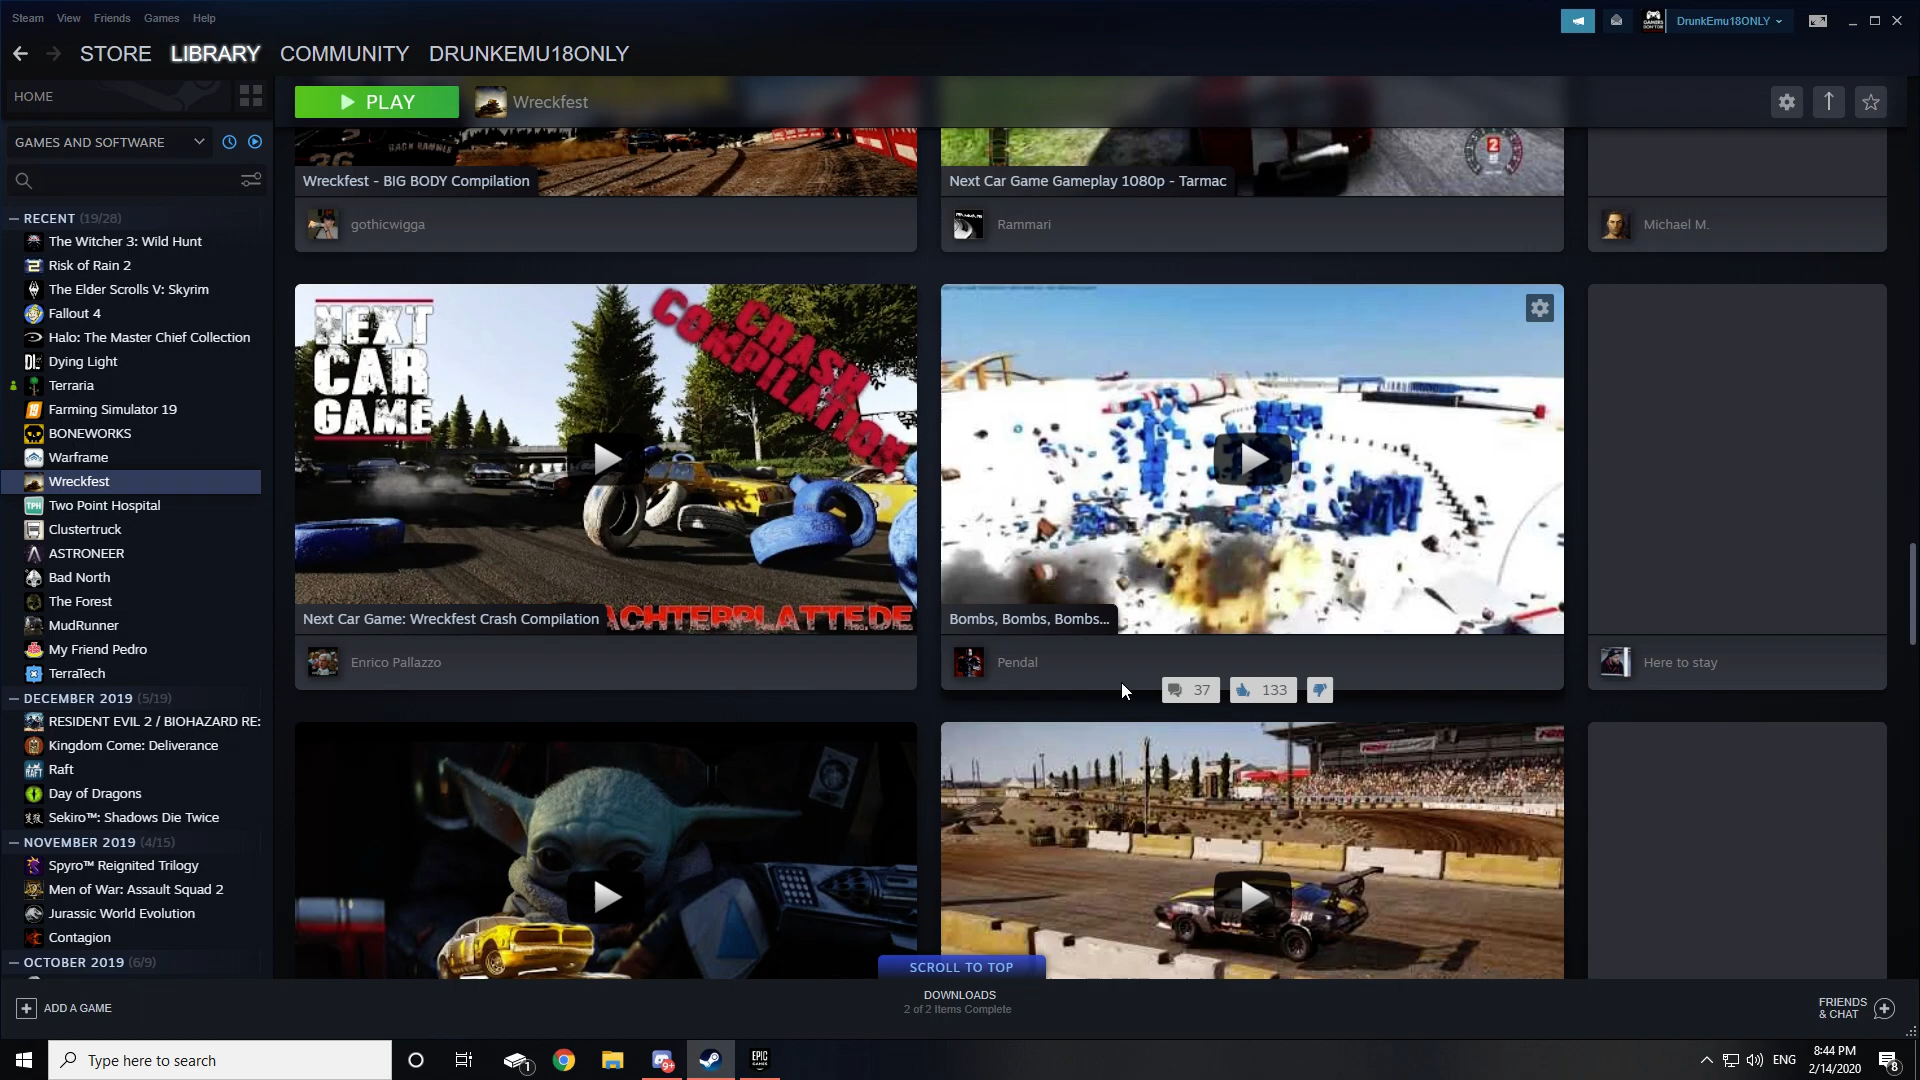 Steam View Friends Games Help
DrunkEmu18ONLY
STORE LIBRARY COMMUNITY DRUNKEMU18ONLY
HOME
PLAY Wreckfest
GAMES AND SOFTWARE
RECENT (19/28)
The Witcher 3: Wild Hunt
Risk of Rain 2
The Elder Scrolls V: Skyrim
Fallout 4
Halo: The Master Chief Collection
Dying Light
Terraria
Farming Simulator 19
BONEWORKS
Warframe
Wreckfest
Two Point Hospital
Clustertruck
ASTRONEER
Bad North
The Forest
MudRunner
My Friend Pedro
TerraTech
DECEMBER 2019 (5/19)
RESIDENT EVIL 2 / BIOHAZARD RE:
Kingdom Come: Deliverance
Raft
Day of Dragons
Sekiro™: Shadows Die Twice
NOVEMBER 2019 (4/15)
Spyro™ Reignited Trilogy
Men of War: Assault Squad 2
Jurassic World Evolution
Contagion
OCTOBER 2019 (6/9)
Wreckfest - BIG BODY Compilation
gothicwigga
Next Car Game Gameplay 1080p - Tarmac
Rammari
Michael M.
NEXT
CAR
GAME
CRASH
COMPILATION
ACHTERPLATTE.DE
Next Car Game: Wreckfest Crash Compilation
Enrico Pallazzo
Bombs, Bombs, Bombs...
Pendal
37 133
Here to stay
SCROLL TO TOP
ADD A GAME
DOWNLOADS
2 of 2 Items Complete
FRIENDS
& CHAT
Type here to search
1
9+
EPIC
GAMES
ENG
8:44 PM
2/14/2020
8